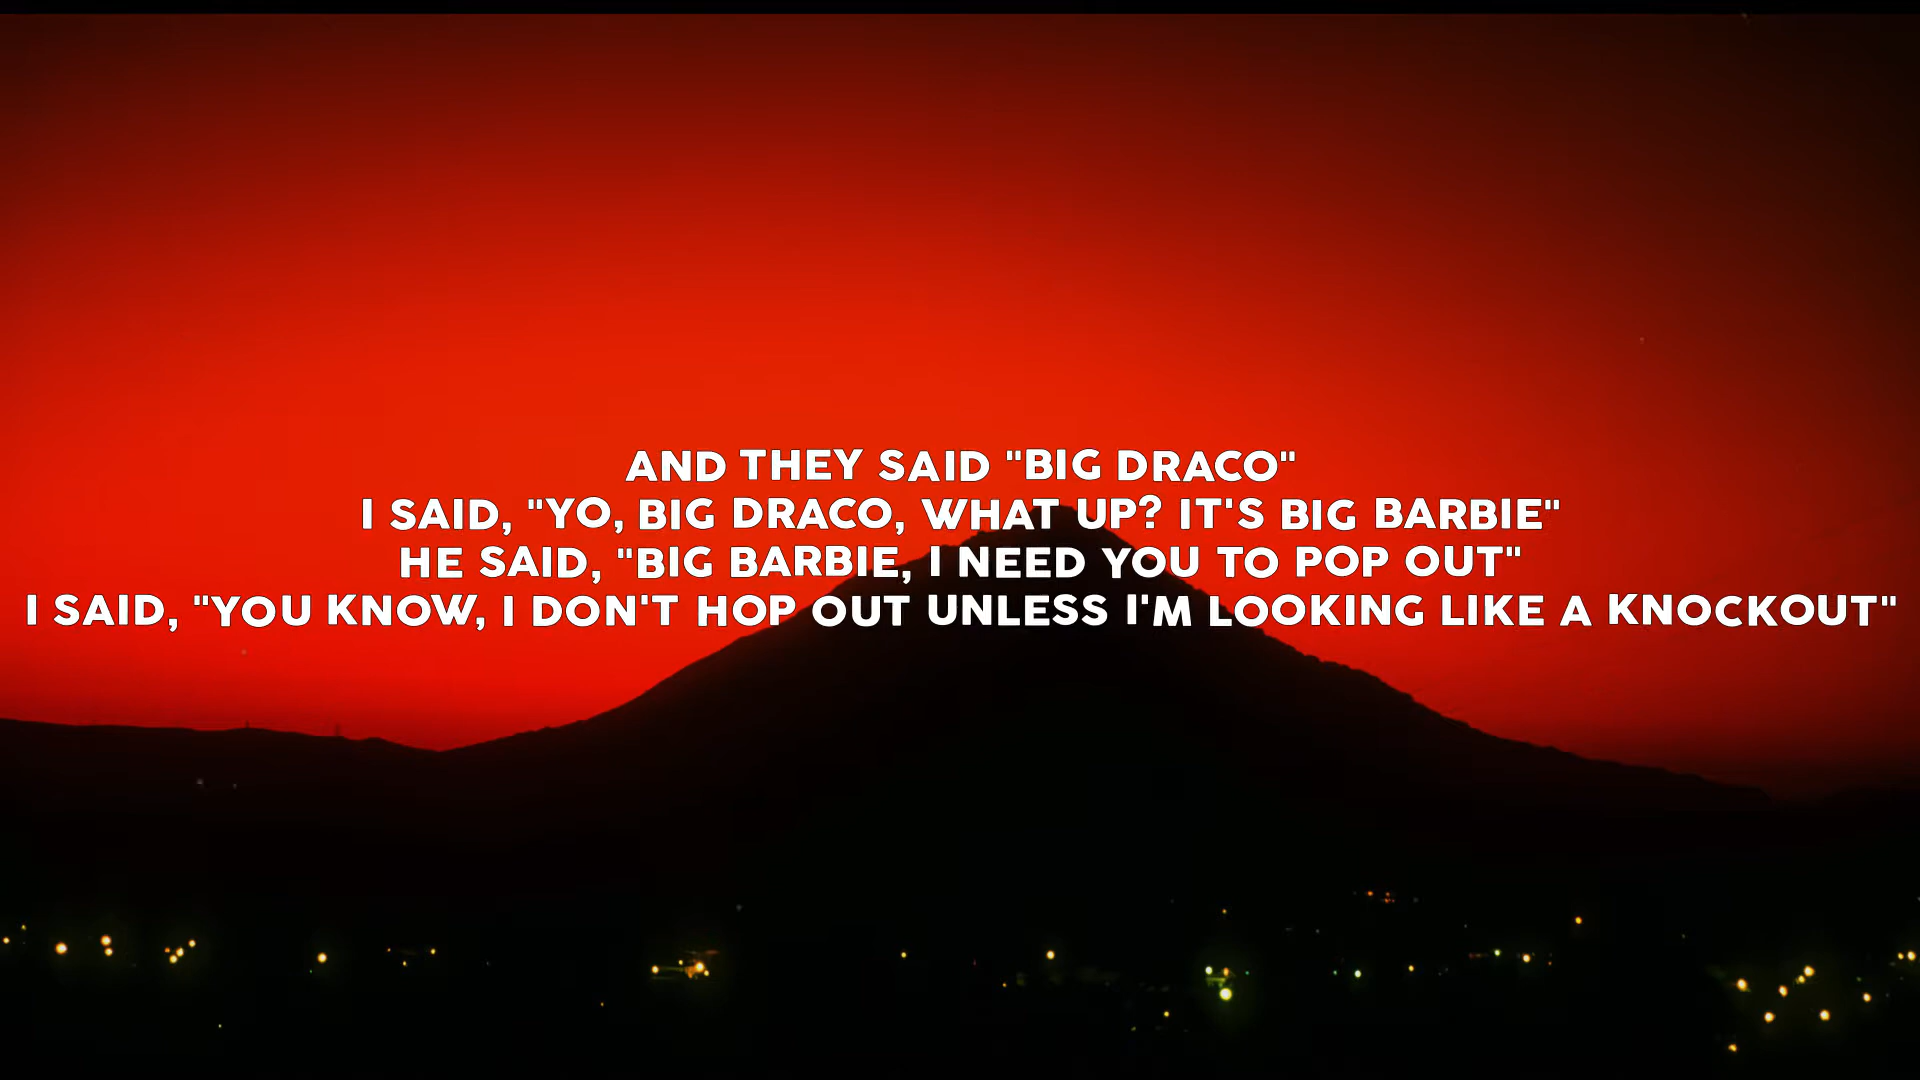 AND THEY SAID "BIG DRACO"
I SAID, "YO, BIG DRACO, WHAT UP? IT'S BIG BARBIE"
HE SAID, "BIG BARBIE, I NEED YOU TO POP OUT"
I SAID, "YOU KNOW, I DON'T HOP OUT UNLESS I'M LOOKING LIKE A KNOCKOUT"